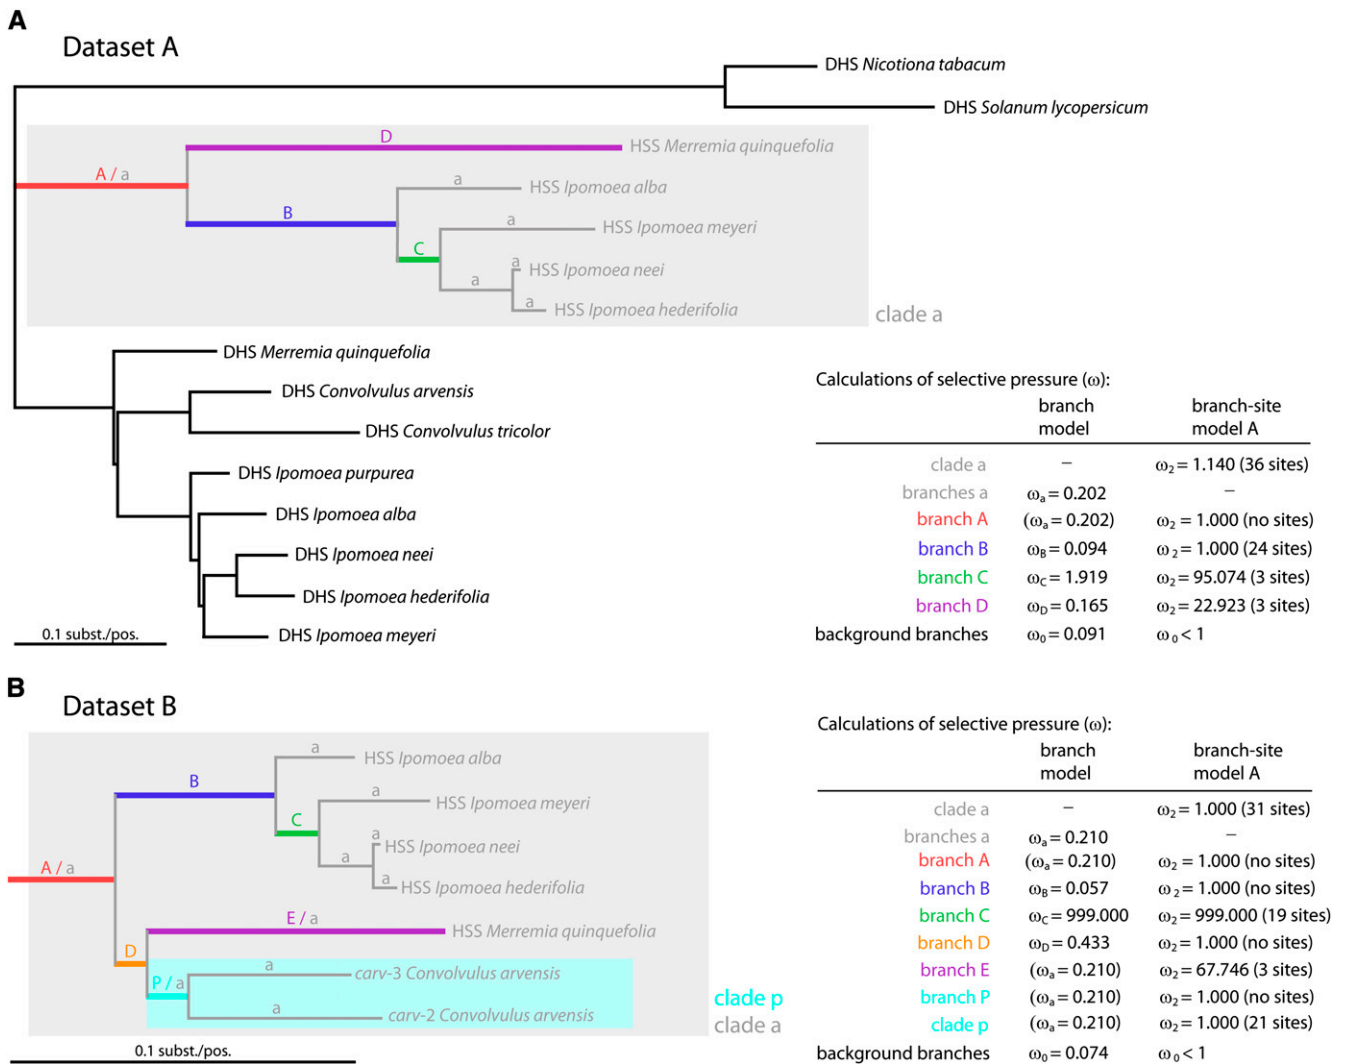 A
Dataset A
DHS Nicotiona tabacum
DHS Solanum lycopersicum
D
HSS Merremia quinquefolia
A / a
a
HSS Ipomoea alba
B
a
HSS Ipomoea meyeri
C
a
HSS Ipomoea neei
a
a
HSS Ipomoea hederifolia
clade a
DHS Merremia quinquefolia
DHS Convolvulus arvensis
DHS Convolvulus tricolor
DHS Ipomoea purpurea
DHS Ipomoea alba
DHS Ipomoea neei
DHS Ipomoea hederifolia
DHS Ipomoea meyeri
0.1 subst./pos.
Calculations of selective pressure (ω):
branch model branch-site model A
clade a – ω2 = 1.140 (36 sites)
branches a ωa = 0.202 –
branch A (ωa = 0.202) ω2 = 1.000 (no sites)
branch B ωB = 0.094 ω2 = 1.000 (24 sites)
branch C ωC = 1.919 ω2 = 95.074 (3 sites)
branch D ωD = 0.165 ω2 = 22.923 (3 sites)
background branches ω0 = 0.091 ω0 < 1
B
Dataset B
a
HSS Ipomoea alba
B
a
HSS Ipomoea meyeri
C
a
HSS Ipomoea neei
a
a
HSS Ipomoea hederifolia
A / a
E / a
HSS Merremia quinquefolia
D
a
carv-3 Convolvulus arvensis
P / a
a
carv-2 Convolvulus arvensis
clade p
clade a
0.1 subst./pos.
Calculations of selective pressure (ω):
branch model branch-site model A
clade a – ω2 = 1.000 (31 sites)
branches a ωa = 0.210 –
branch A (ωa = 0.210) ω2 = 1.000 (no sites)
branch B ωB = 0.057 ω2 = 1.000 (no sites)
branch C ωC = 999.000 ω2 = 999.000 (19 sites)
branch D ωD = 0.433 ω2 = 1.000 (no sites)
branch E (ωa = 0.210) ω2 = 67.746 (3 sites)
branch P (ωa = 0.210) ω2 = 1.000 (no sites)
clade p (ωa = 0.210) ω2 = 1.000 (21 sites)
background branches ω0 = 0.074 ω0 < 1